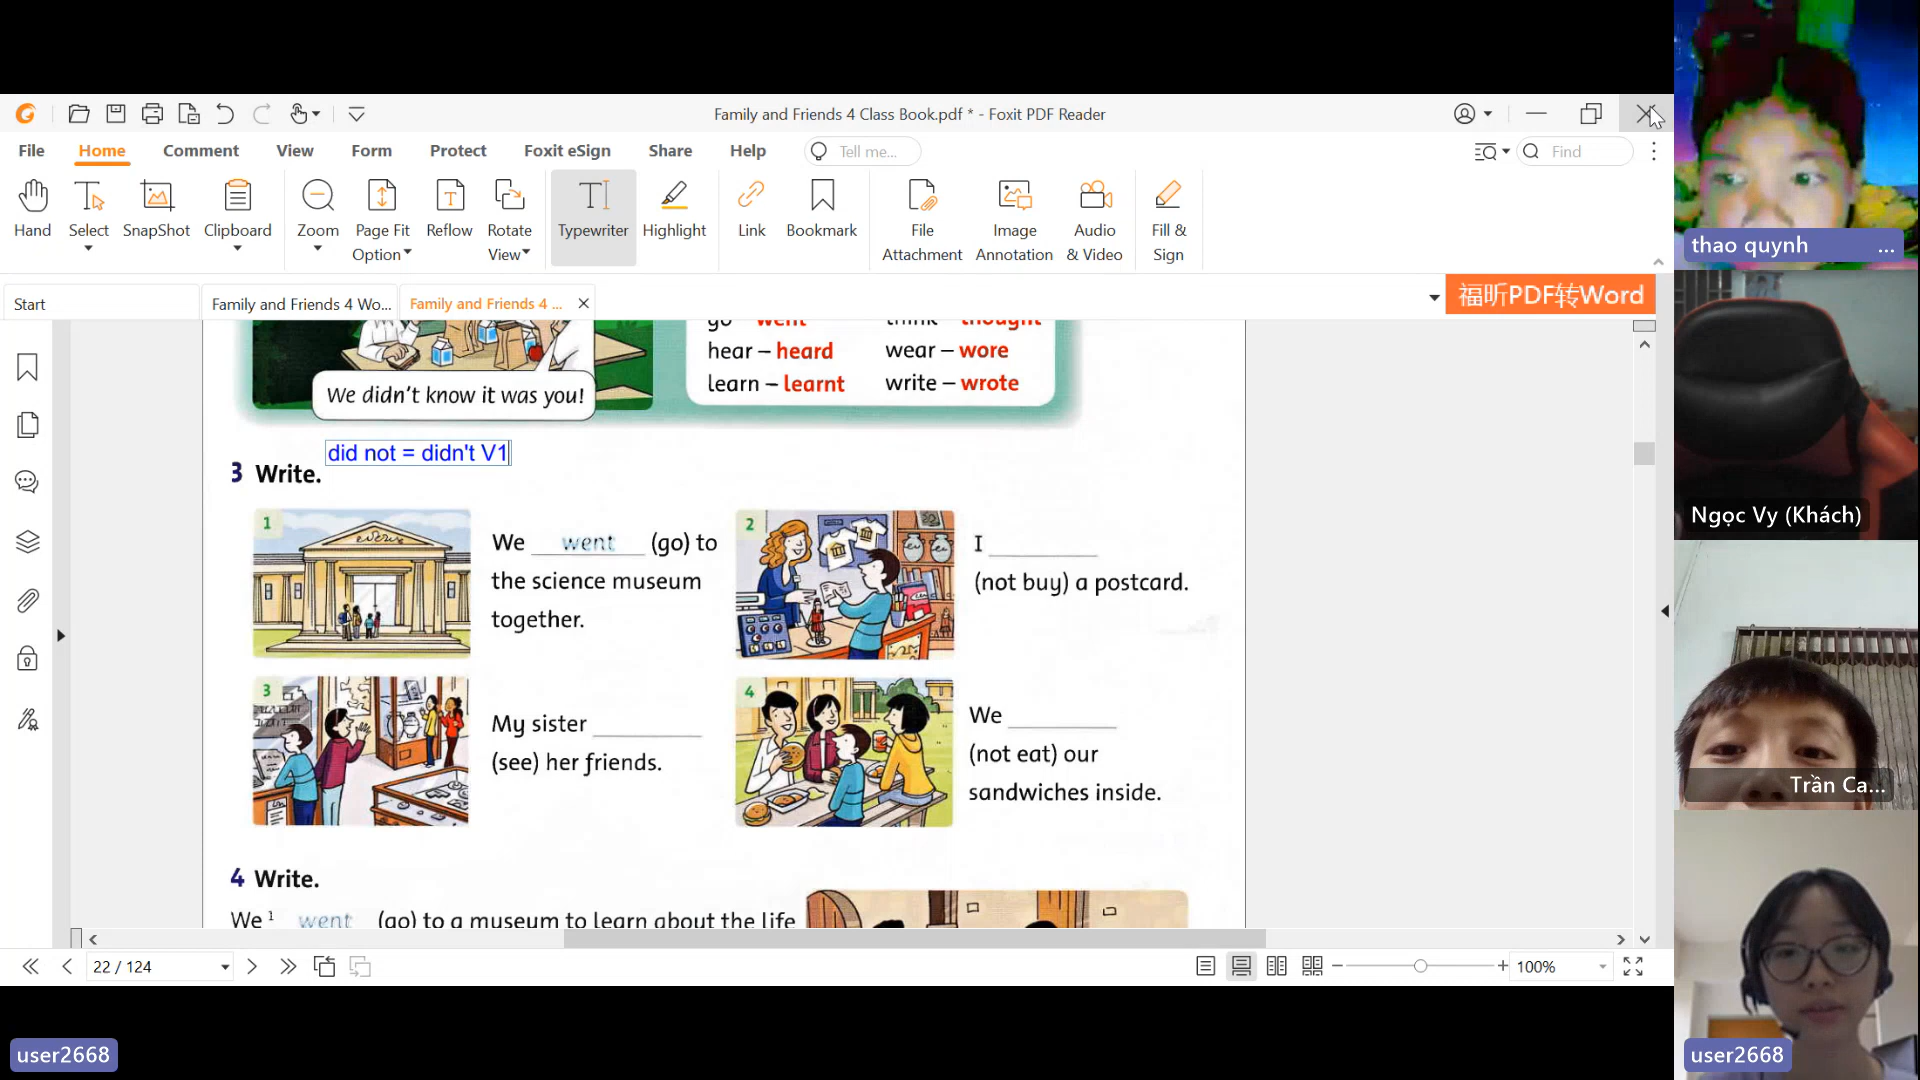 Family and Friends 4 Class Book.pdf * - Foxit PDF Reader
File Home Comment View Form Protect Foxit eSign Share Help Tell me... Find
Hand Select SnapShot Clipboard Zoom Page Fit Option Reflow Rotate View Typewriter Highlight Link Bookmark File Attachment Image Annotation Audio & Video Fill & Sign
Start Family and Friends 4 Wo... Family and Friends 4 ... 福昕PDF转Word
go – went think – thought
hear – heard wear – wore
learn – learnt write – wrote
We didn't know it was you!
did not = didn't V1
3 Write.
1
We went (go) to
the science museum
together.
2
I ________
(not buy) a postcard.
3
My sister ________
(see) her friends.
4
We ________
(not eat) our
sandwiches inside.
4 Write.
We 1 went (go) to a museum to learn about the life
22 / 124
100%
thao quynh ...
Ngọc Vy (Khách)
Trần Ca...
user2668
user2668